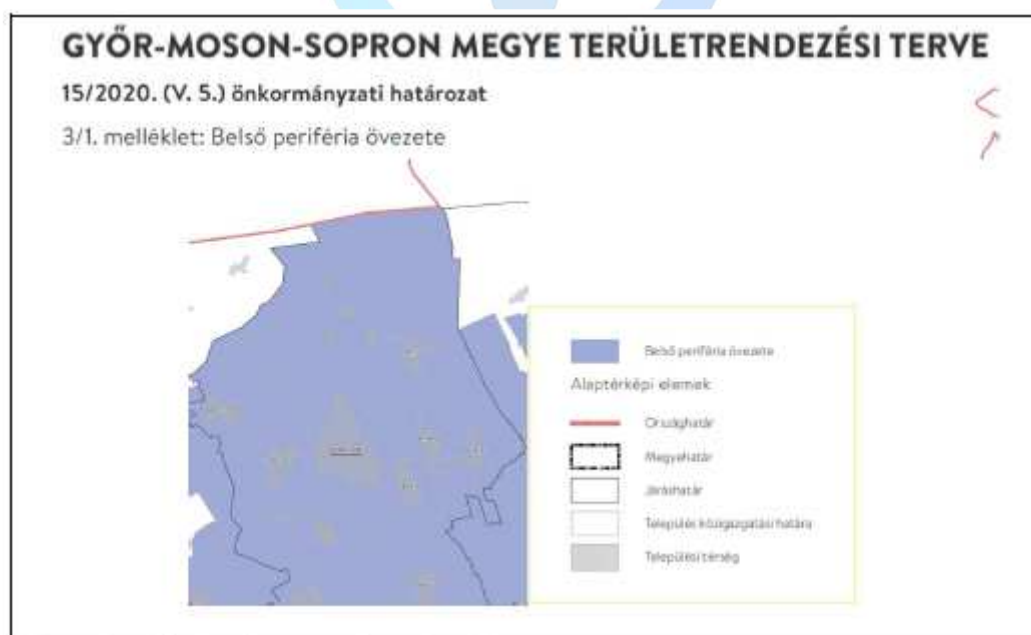 GYŐR-MOSON-SOPRON MEGYE TERÜLETRENDEZÉSI TERVE
15/2020. (V. 5.) önkormányzati határozat
3/1. melléklet: Belső periféria övezete
Belső periféria övezete
Alaptérképi elemek
Országhatár
Megyehatár
Járáshatár
Település közigazgatási határa
Települési térség